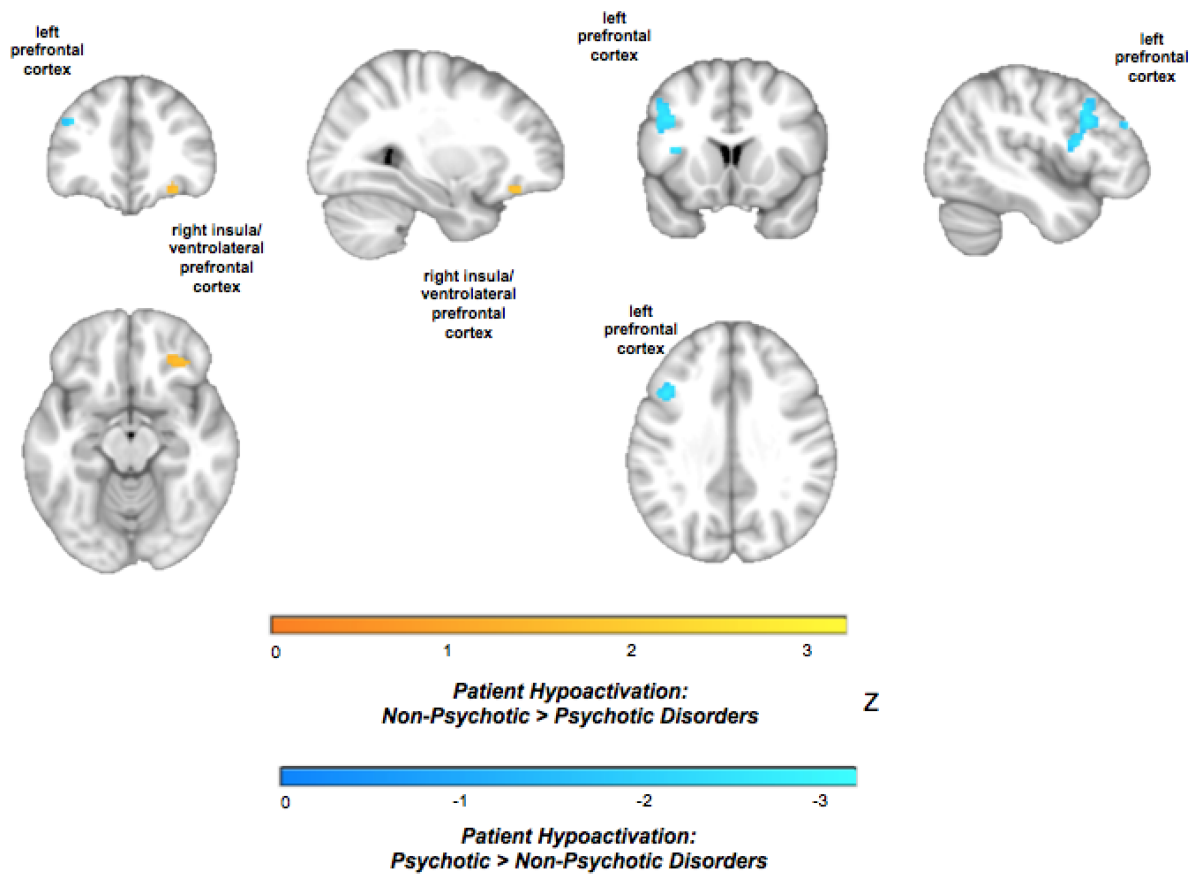 left
prefrontal
cortex
left
prefrontal
cortex
left
prefrontal
cortex
right insula/
ventrolateral
prefrontal
cortex
right insula/
ventrolateral
prefrontal
cortex
left
prefrontal
cortex
0 1 2 3
Patient Hypoactivation:
Non-Psychotic > Psychotic Disorders
Z
0 -1 -2 -3
Patient Hypoactivation:
Psychotic > Non-Psychotic Disorders